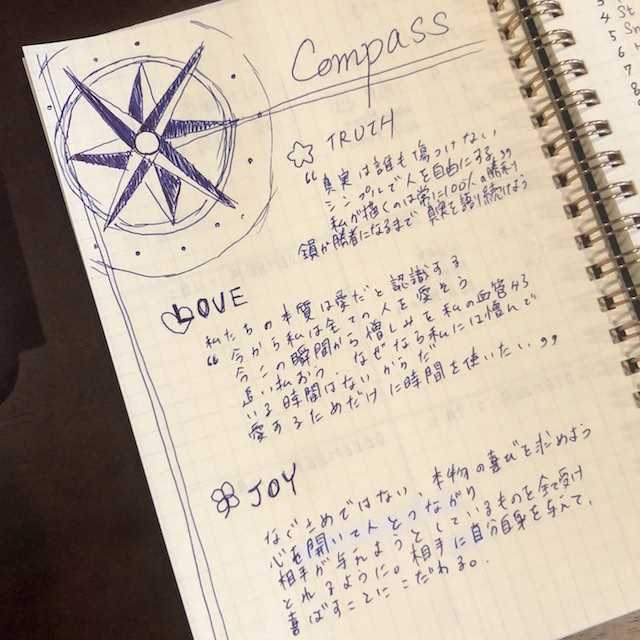 Compass
TRUTH
"真実は誰も傷つけない
シンプルで人を自由にする"
私が描くのは常に100人の勝利
全員が勝者になるまで 真実を語り続けよう
LOVE
私たちの本質は愛だと認識する
"今から私は全ての人を愛そう
今この瞬間から憎しみを私の血管から
追い払おう。なぜなら私には憎んで
いる時間はないからだ
愛するためだけに時間を使いたい"
JOY
なぐさめではない、本物の喜びを求めよう
心を開いて人とつながり
相手が与えようとしているものを全て受け
とれるように。相手に自分自身を与えて、
喜ばすことにこだわる。
4 St
5 Sn
6
7
8